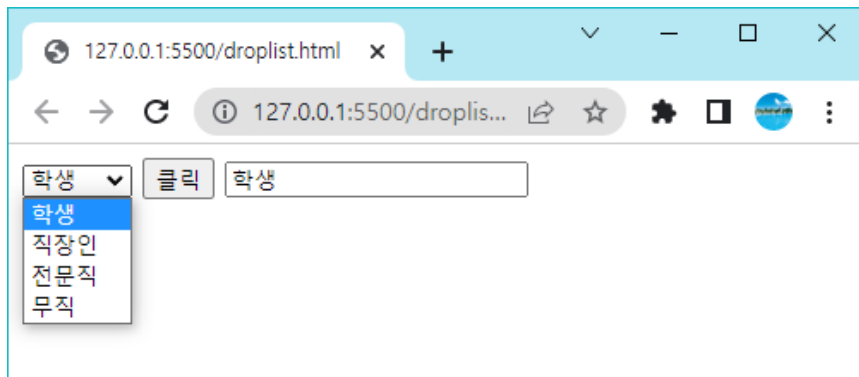 127.0.0.1:5500/droplist.html
127.0.0.1:5500/droplis...
학생 클릭 학생
학생
직장인
전문직
무직